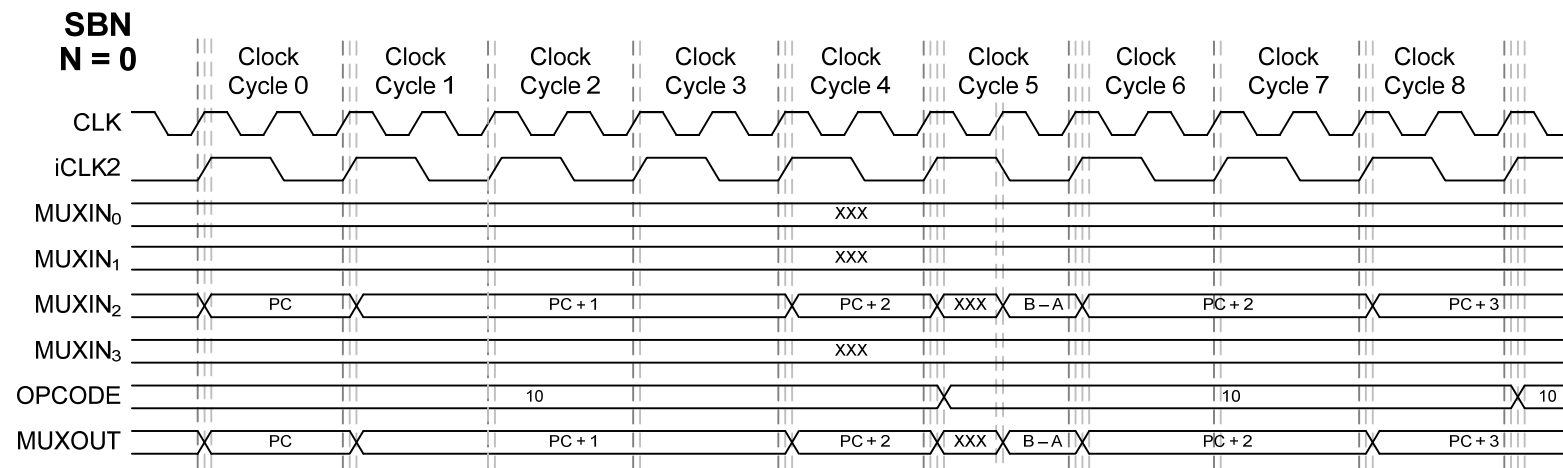 SBN
N = 0
Clock Cycle 0
Clock Cycle 1
Clock Cycle 2
Clock Cycle 3
Clock Cycle 4
Clock Cycle 5
Clock Cycle 6
Clock Cycle 7
Clock Cycle 8
CLK
iCLK2
MUXIN₀ XXX
MUXIN₁ XXX
MUXIN₂ PC PC + 1 PC + 2 XXX B – A PC + 2 PC + 3
MUXIN₃ XXX
OPCODE 10 10 10
MUXOUT PC PC + 1 PC + 2 XXX B – A PC + 2 PC + 3